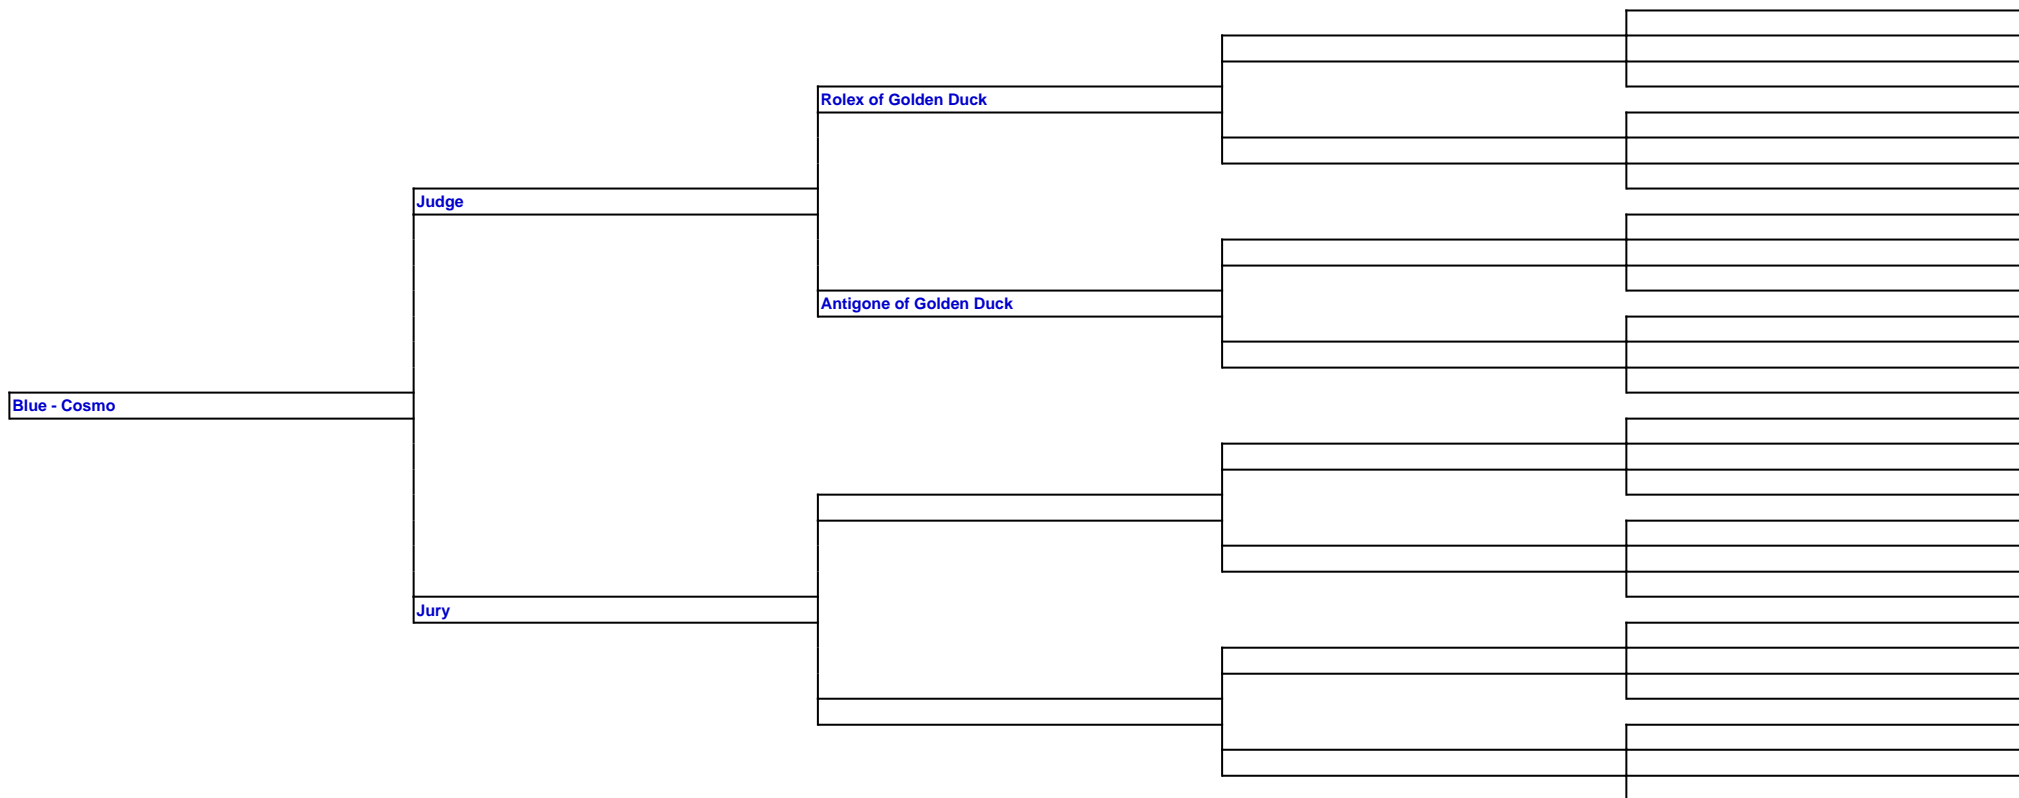 Rolex of Golden Duck
Judge
Antigone of Golden Duck
Blue - Cosmo
Jury